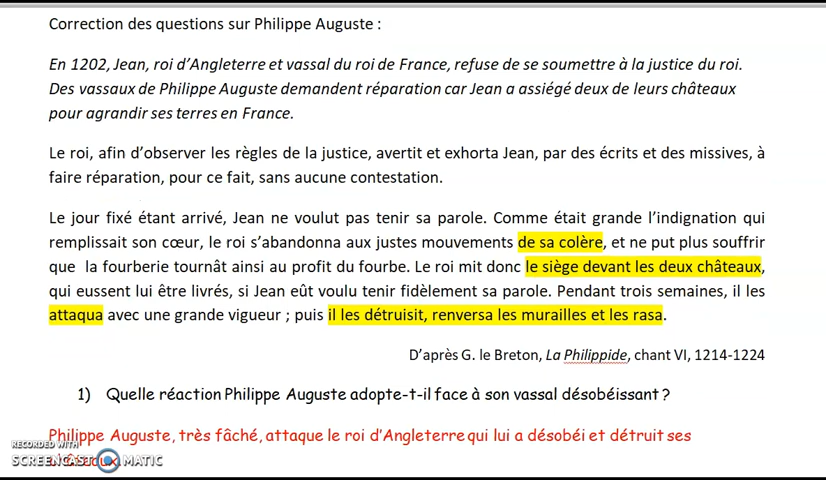 Correction des questions sur Philippe Auguste :
En 1202, Jean, roi d'Angleterre et vassal du roi de France, refuse de se soumettre à la justice du roi.
Des vassaux de Philippe Auguste demandent réparation car Jean a assiégé deux de leurs châteaux
pour agrandir ses terres en France.
Le roi, afin d'observer les règles de la justice, avertit et exhorta Jean, par des écrits et des missives, à
faire réparation, pour ce fait, sans aucune contestation.
Le jour fixé étant arrivé, Jean ne voulut pas tenir sa parole. Comme était grande l'indignation qui
remplissait son cœur, le roi s'abandonna aux justes mouvements de sa colère, et ne put plus souffrir
que la fourberie tournât ainsi au profit du fourbe. Le roi mit donc le siège devant les deux châteaux,
qui eussent lui être livrés, si Jean eût voulu tenir fidèlement sa parole. Pendant trois semaines, il les
attaqua avec une grande vigueur ; puis il les détruisit, renversa les murailles et les rasa.
D'après G. le Breton, La Philippide, chant VI, 1214-1224
1) Quelle réaction Philippe Auguste adopte-t-il face à son vassal désobéissant ?
Philippe Auguste, très fâché, attaque le roi d'Angleterre qui lui a désobéi et détruit ses
RECORDED WITH
SCREENCAST MATIC